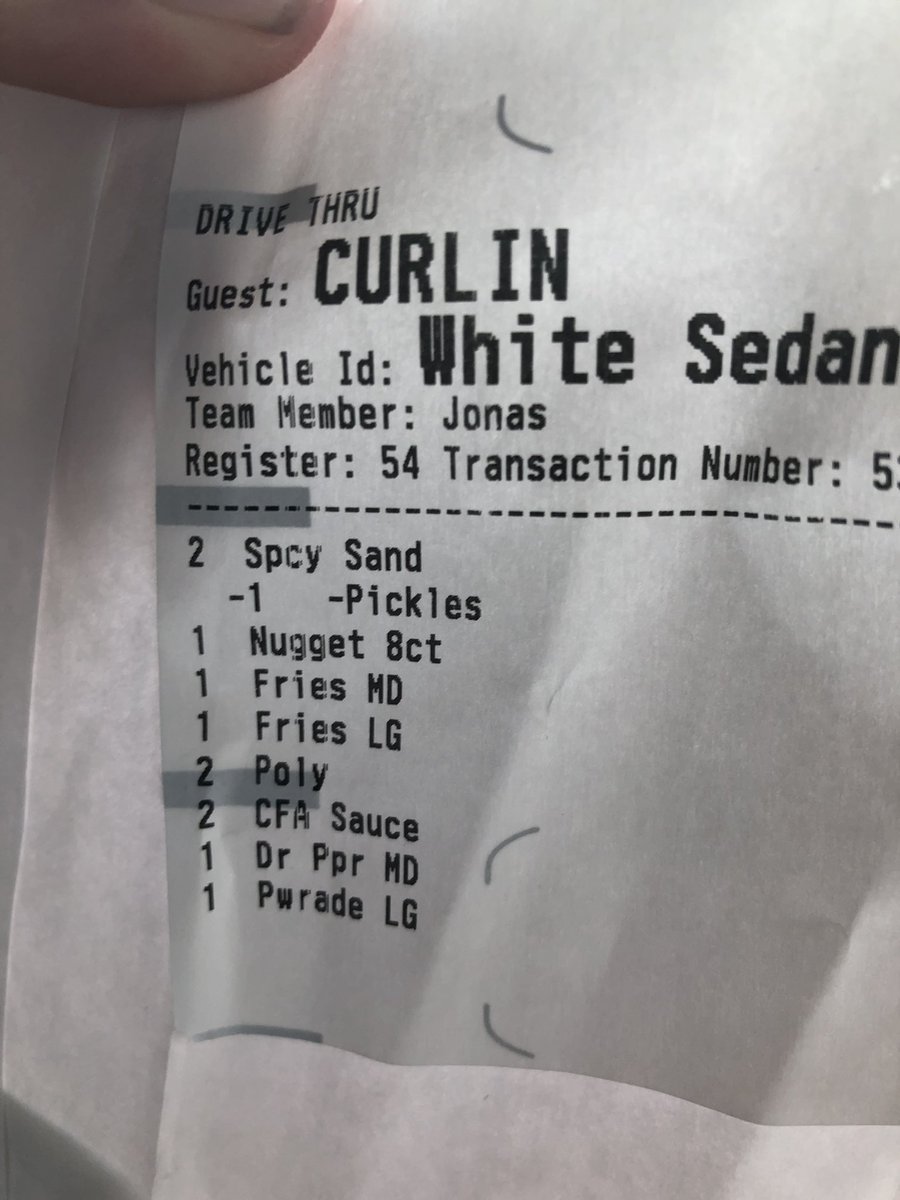 DRIVE THRU
Guest: CURLIN
Vehicle Id: White Sedan
Team Member: Jonas
Register: 54 Transaction Number:
--------------------------------
2 Spcy Sand
-1 -Pickles
1 Nugget 8ct
1 Fries MD
1 Fries LG
2 Poly
2 CFA Sauce
1 Dr Ppr MD
1 Pwrade LG